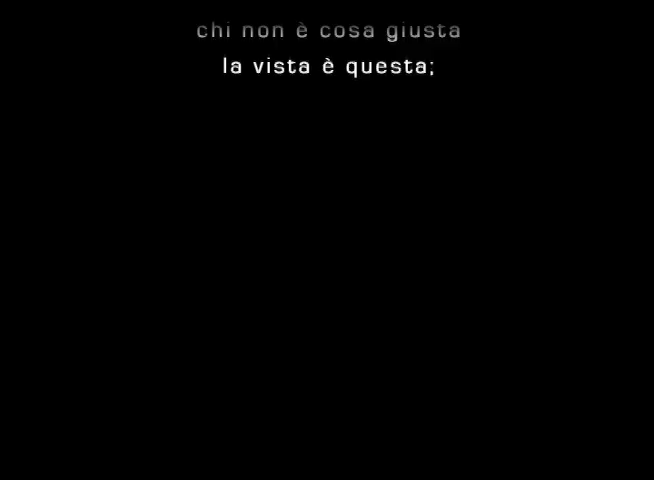 chi non è cosa giusta
la vista è questa;